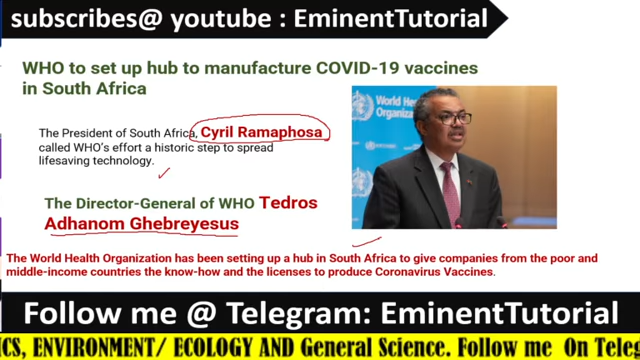 subscribes@ youtube : EminentTutorial
WHO to set up hub to manufacture COVID-19 vaccines
in South Africa
The President of South Africa, Cyril Ramaphosa
called WHO's effort a historic step to spread
lifesaving technology.
The Director-General of WHO Tedros
Adhanom Ghebreyesus
World Health
Organization
The World Health Organization has been setting up a hub in South Africa to give companies from the poor and
middle-income countries the know-how and the licenses to produce Coronavirus Vaccines.
Follow me @ Telegram: EminentTutorial
ICS, ENVIRONMENT/ ECOLOGY AND General Science. Follow me On Teleg